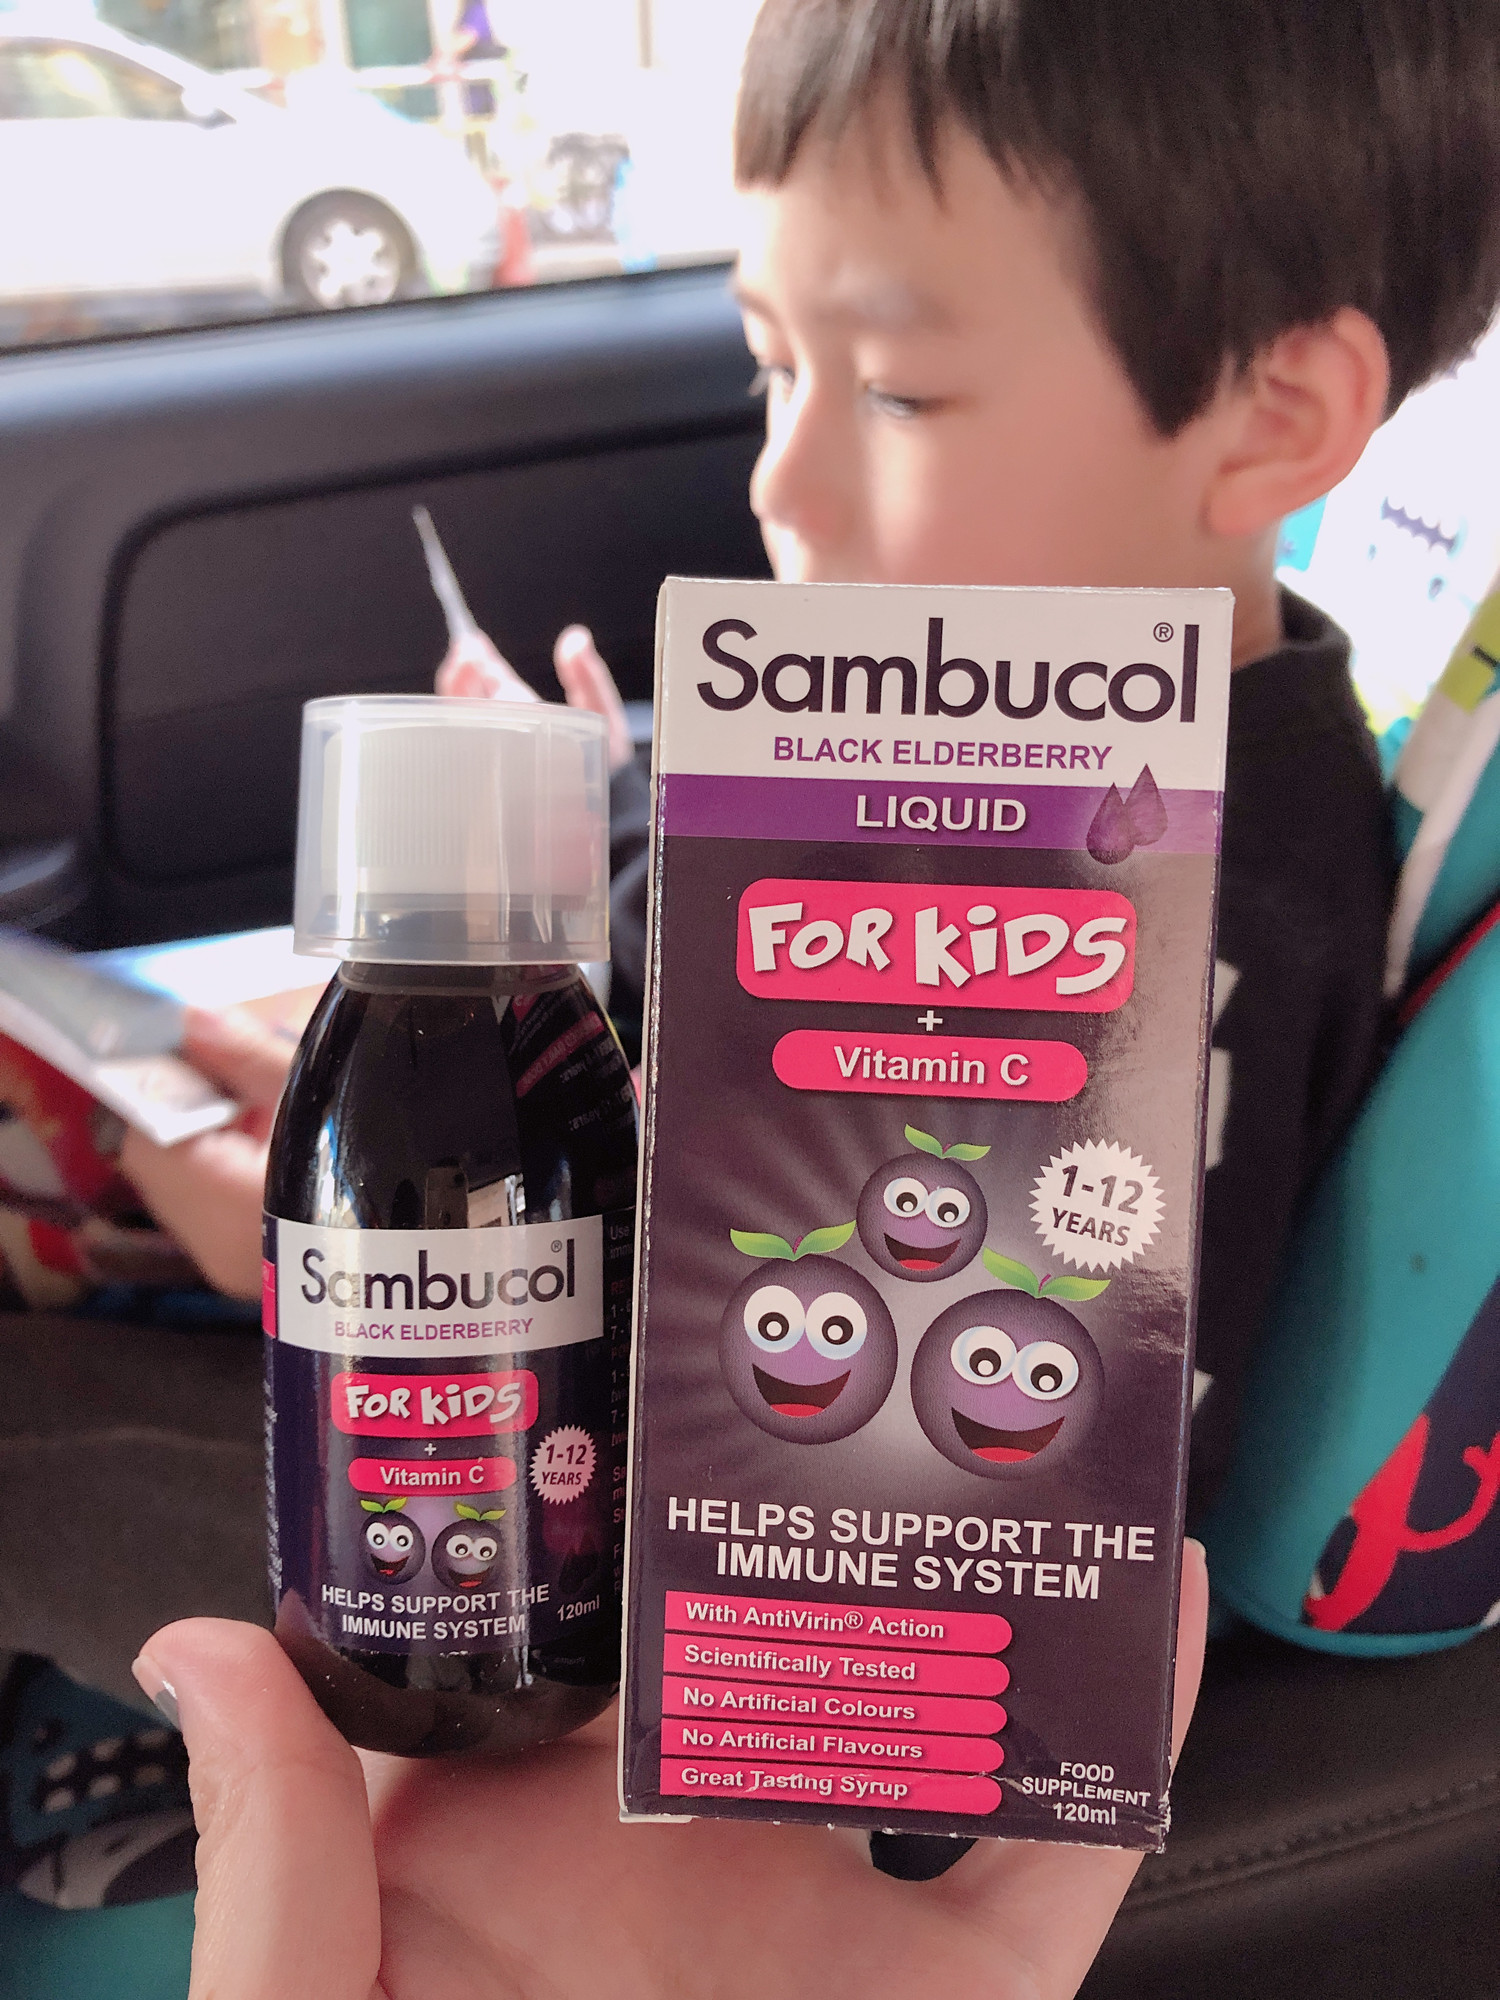 Sambucol®
BLACK ELDERBERRY
LIQUID
FOR KiDS
+
Vitamin C
1-12
YEARS
HELPS SUPPORT THE
IMMUNE SYSTEM
With AntiVirin® Action
Scientifically Tested
No Artificial Colours
No Artificial Flavours
Great Tasting Syrup
FOOD
SUPPLEMENT
120ml
Sambucol®
BLACK ELDERBERRY
FOR KiDS
+
Vitamin C
1-12
YEARS
HELPS SUPPORT THE
IMMUNE SYSTEM
120ml